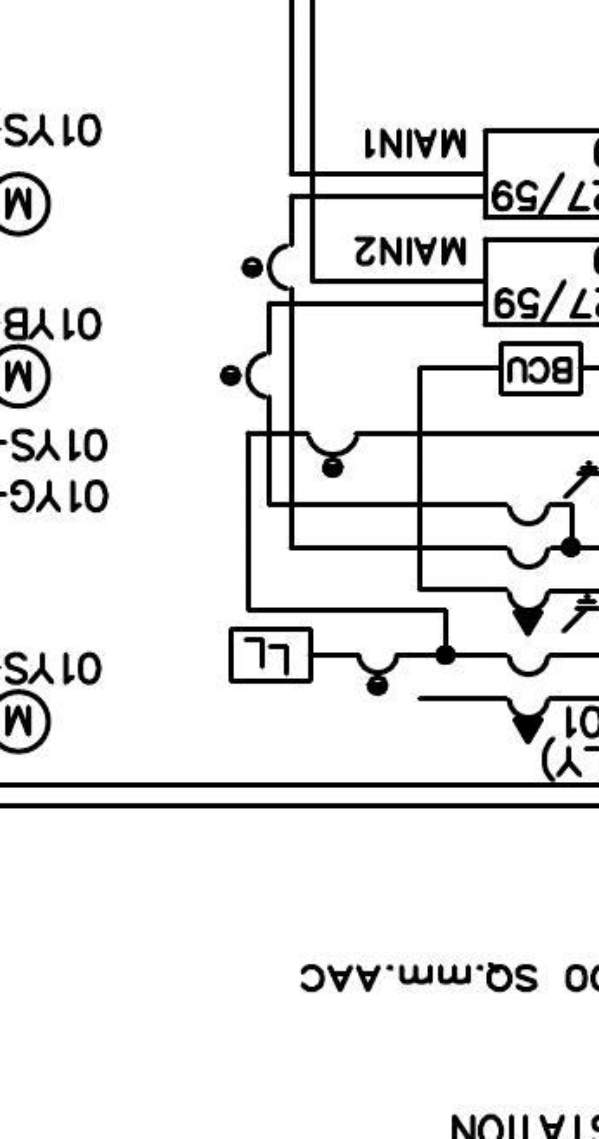 STATION
00 SQ.mm.AAC
_Y)
01
M
LL
01YS-
01YG-
01YS-
BCU
M
27/59
01YB-
MAIN2
M
27/59
MAIN1
01YS-